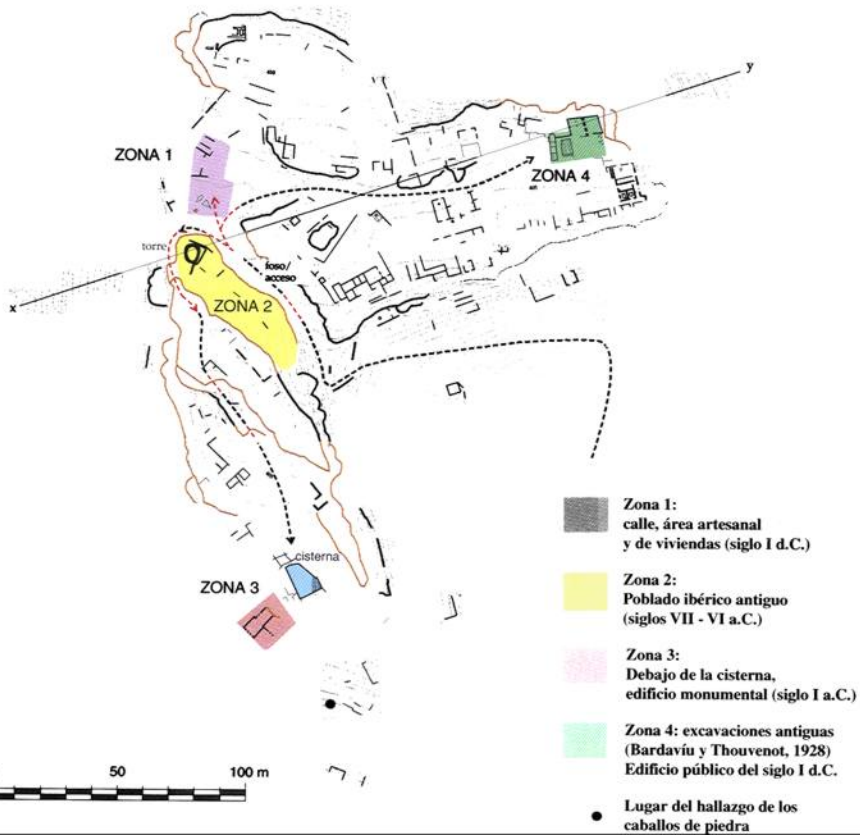 y
ZONA 1
ZONA 4
torre
foso/
acceso
x
ZONA 2
cisterna
ZONA 3
50
100 m
Zona 1:
calle, área artesanal
y de viviendas (siglo I d.C.)
Zona 2:
Poblado ibérico antiguo
(siglos VII - VI a.C.)
Zona 3:
Debajo de la cisterna,
edificio monumental (siglo I a.C.)
Zona 4: excavaciones antiguas
(Bardavíu y Thouvenot, 1928)
Edificio público del siglo I d.C.
Lugar del hallazgo de los
caballos de piedra